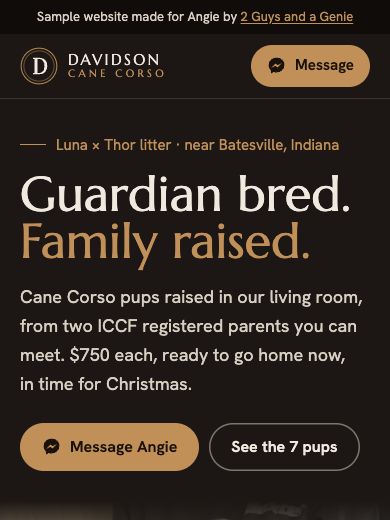 Sample website made for Angie by 2 Guys and a Genie
D DAVIDSON
CANE CORSO
Message
Luna × Thor litter · near Batesville, Indiana
Guardian bred.
Family raised.
Cane Corso pups raised in our living room,
from two ICCF registered parents you can
meet. $750 each, ready to go home now,
in time for Christmas.
Message Angie
See the 7 pups